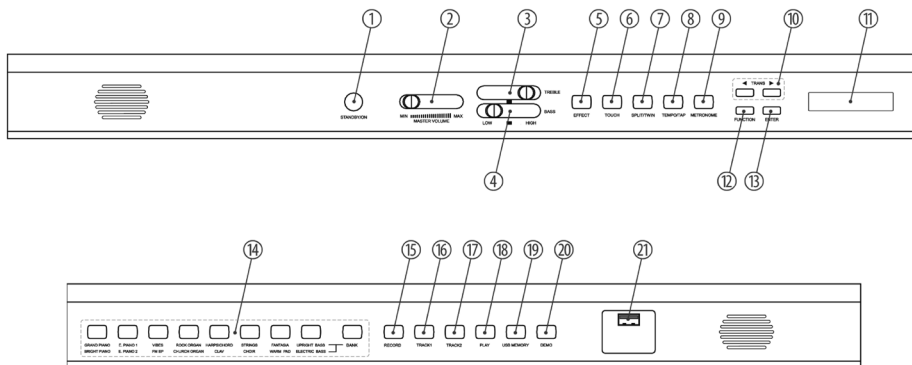 ① ② ③ ⑤ ⑥ ⑦ ⑧ ⑨ ⑩ ⑪
◄ TRANS ►
TREBLE
BASS
STANDBY/ON
MIN MAX
MASTER VOLUME
LOW HIGH
EFFECT TOUCH SPLIT/TWIN TEMPO/TAP METRONOME
FUNCTION ENTER
④ ⑫ ⑬
⑭ ⑮ ⑯ ⑰ ⑱ ⑲ ⑳ ㉑
GRAND PIANO E. PIANO 1 VIBES ROCK ORGAN HARPSICHORD STRINGS FANTASIA UPRIGHT BASS BANK
BRIGHT PIANO E. PIANO 2 FM EP CHURCH ORGAN CLAV CHOIR WARM PAD ELECTRIC BASS
RECORD TRACK1 TRACK2 PLAY USB MEMORY DEMO